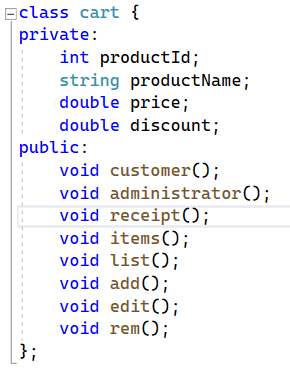 class cart {
private:
    int productId;
    string productName;
    double price;
    double discount;
public:
    void customer();
    void administrator();
    void receipt();
    void items();
    void list();
    void add();
    void edit();
    void rem();
};